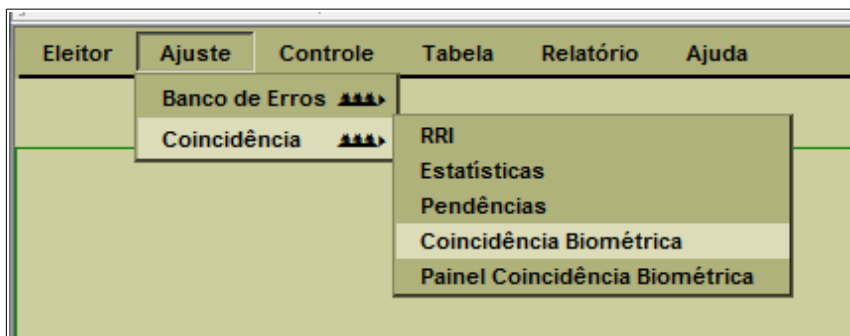 Eleitor Ajuste Controle Tabela Relatório Ajuda
Banco de Erros
Coincidência
RRI
Estatísticas
Pendências
Coincidência Biométrica
Painel Coincidência Biométrica